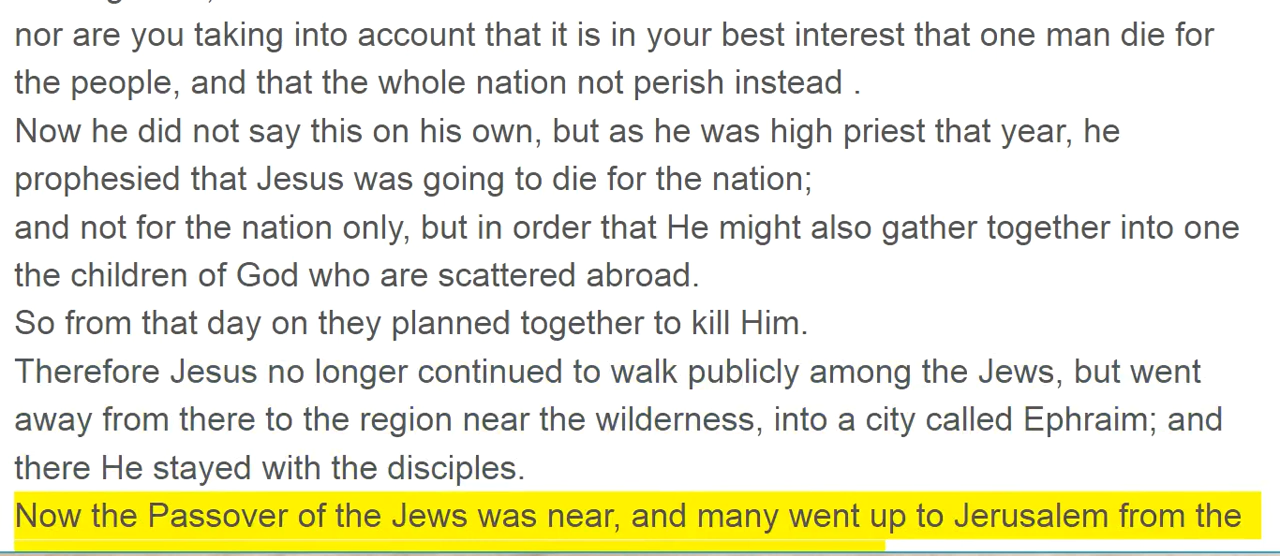 nor are you taking into account that it is in your best interest that one man die for
the people, and that the whole nation not perish instead .
Now he did not say this on his own, but as he was high priest that year, he
prophesied that Jesus was going to die for the nation;
and not for the nation only, but in order that He might also gather together into one
the children of God who are scattered abroad.
So from that day on they planned together to kill Him.
Therefore Jesus no longer continued to walk publicly among the Jews, but went
away from there to the region near the wilderness, into a city called Ephraim; and
there He stayed with the disciples.
Now the Passover of the Jews was near, and many went up to Jerusalem from the